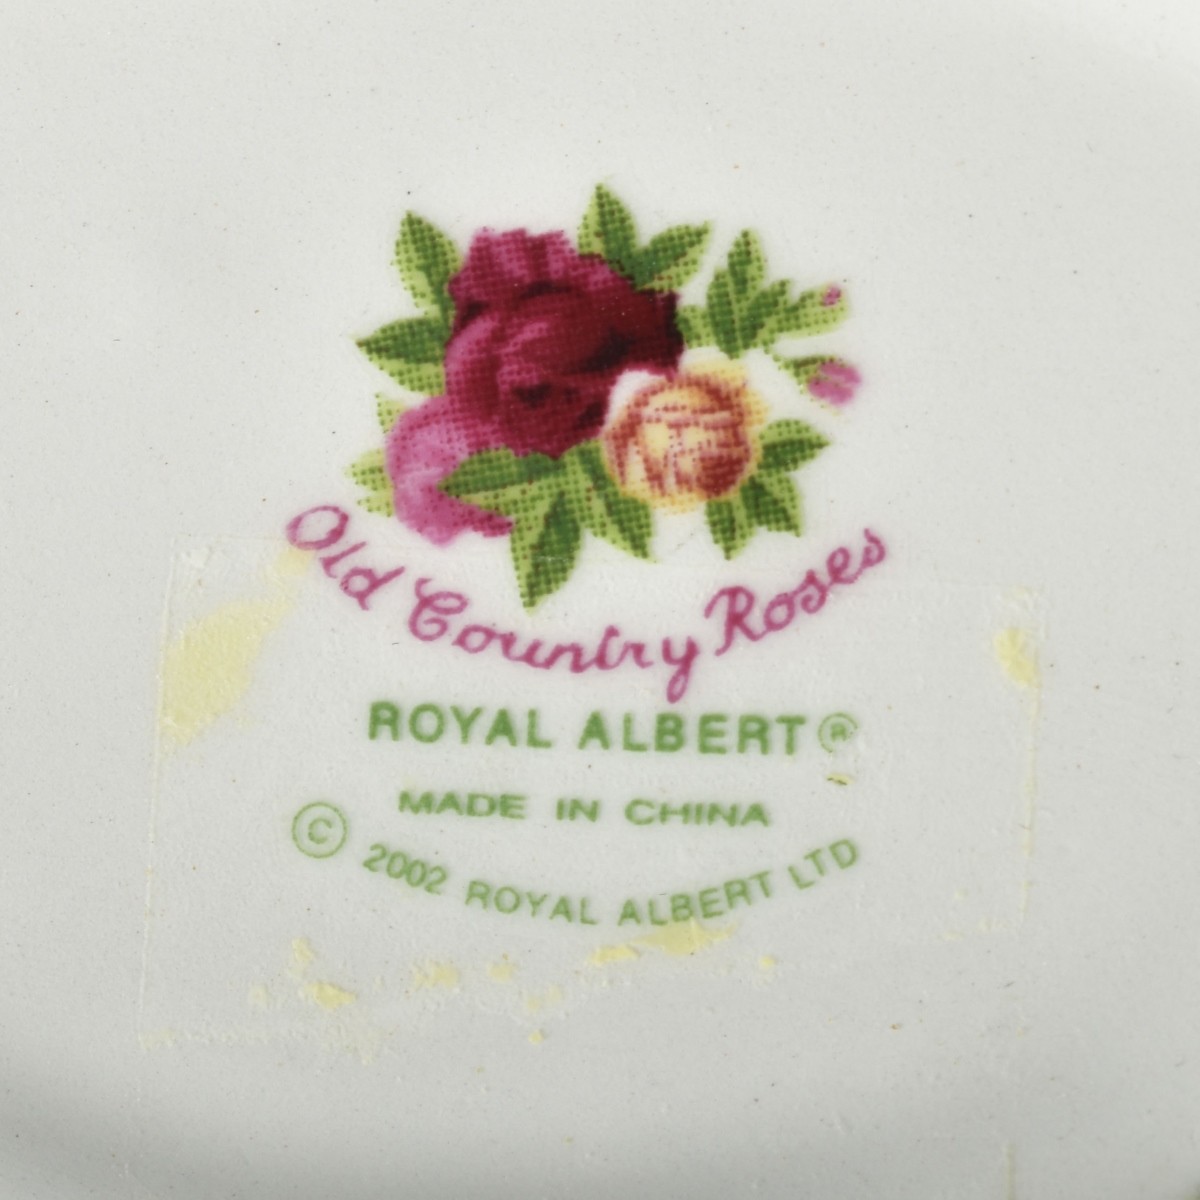 Old Country Roses
ROYAL ALBERT®
MADE IN CHINA
© 2002 ROYAL ALBERT LTD